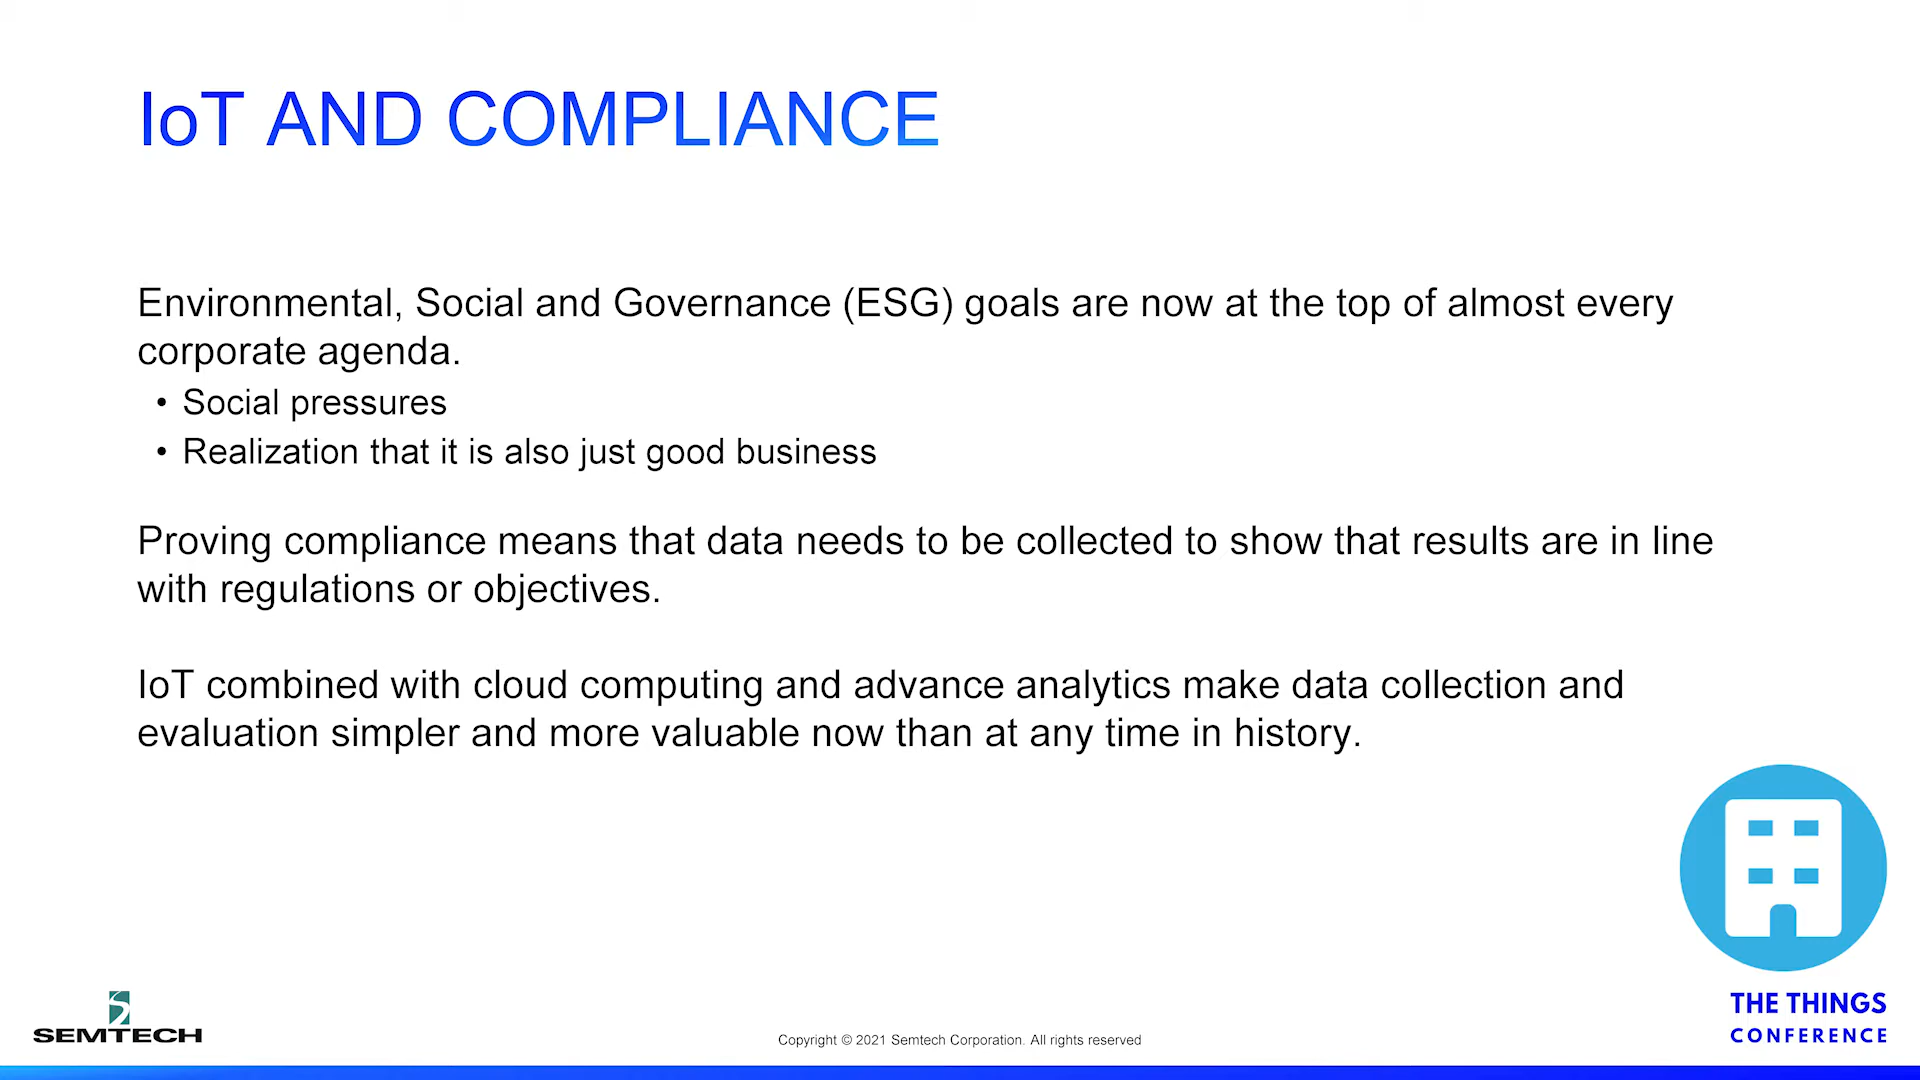 IoT AND COMPLIANCE
Environmental, Social and Governance (ESG) goals are now at the top of almost every
corporate agenda.
• Social pressures
• Realization that it is also just good business
Proving compliance means that data needs to be collected to show that results are in line
with regulations or objectives.
IoT combined with cloud computing and advance analytics make data collection and
evaluation simpler and more valuable now than at any time in history.
SEMTECH
Copyright © 2021 Semtech Corporation. All rights reserved
THE THINGS
CONFERENCE